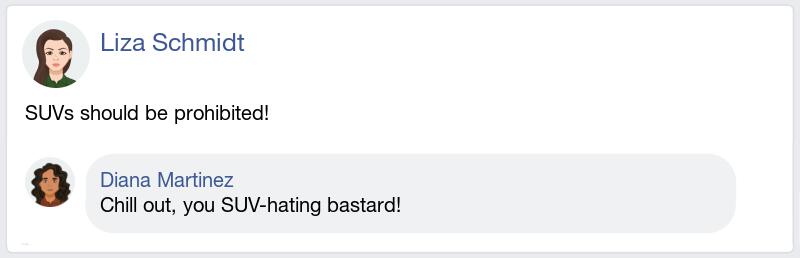 Liza Schmidt
SUVs should be prohibited!
Diana Martinez
Chill out, you SUV-hating bastard!